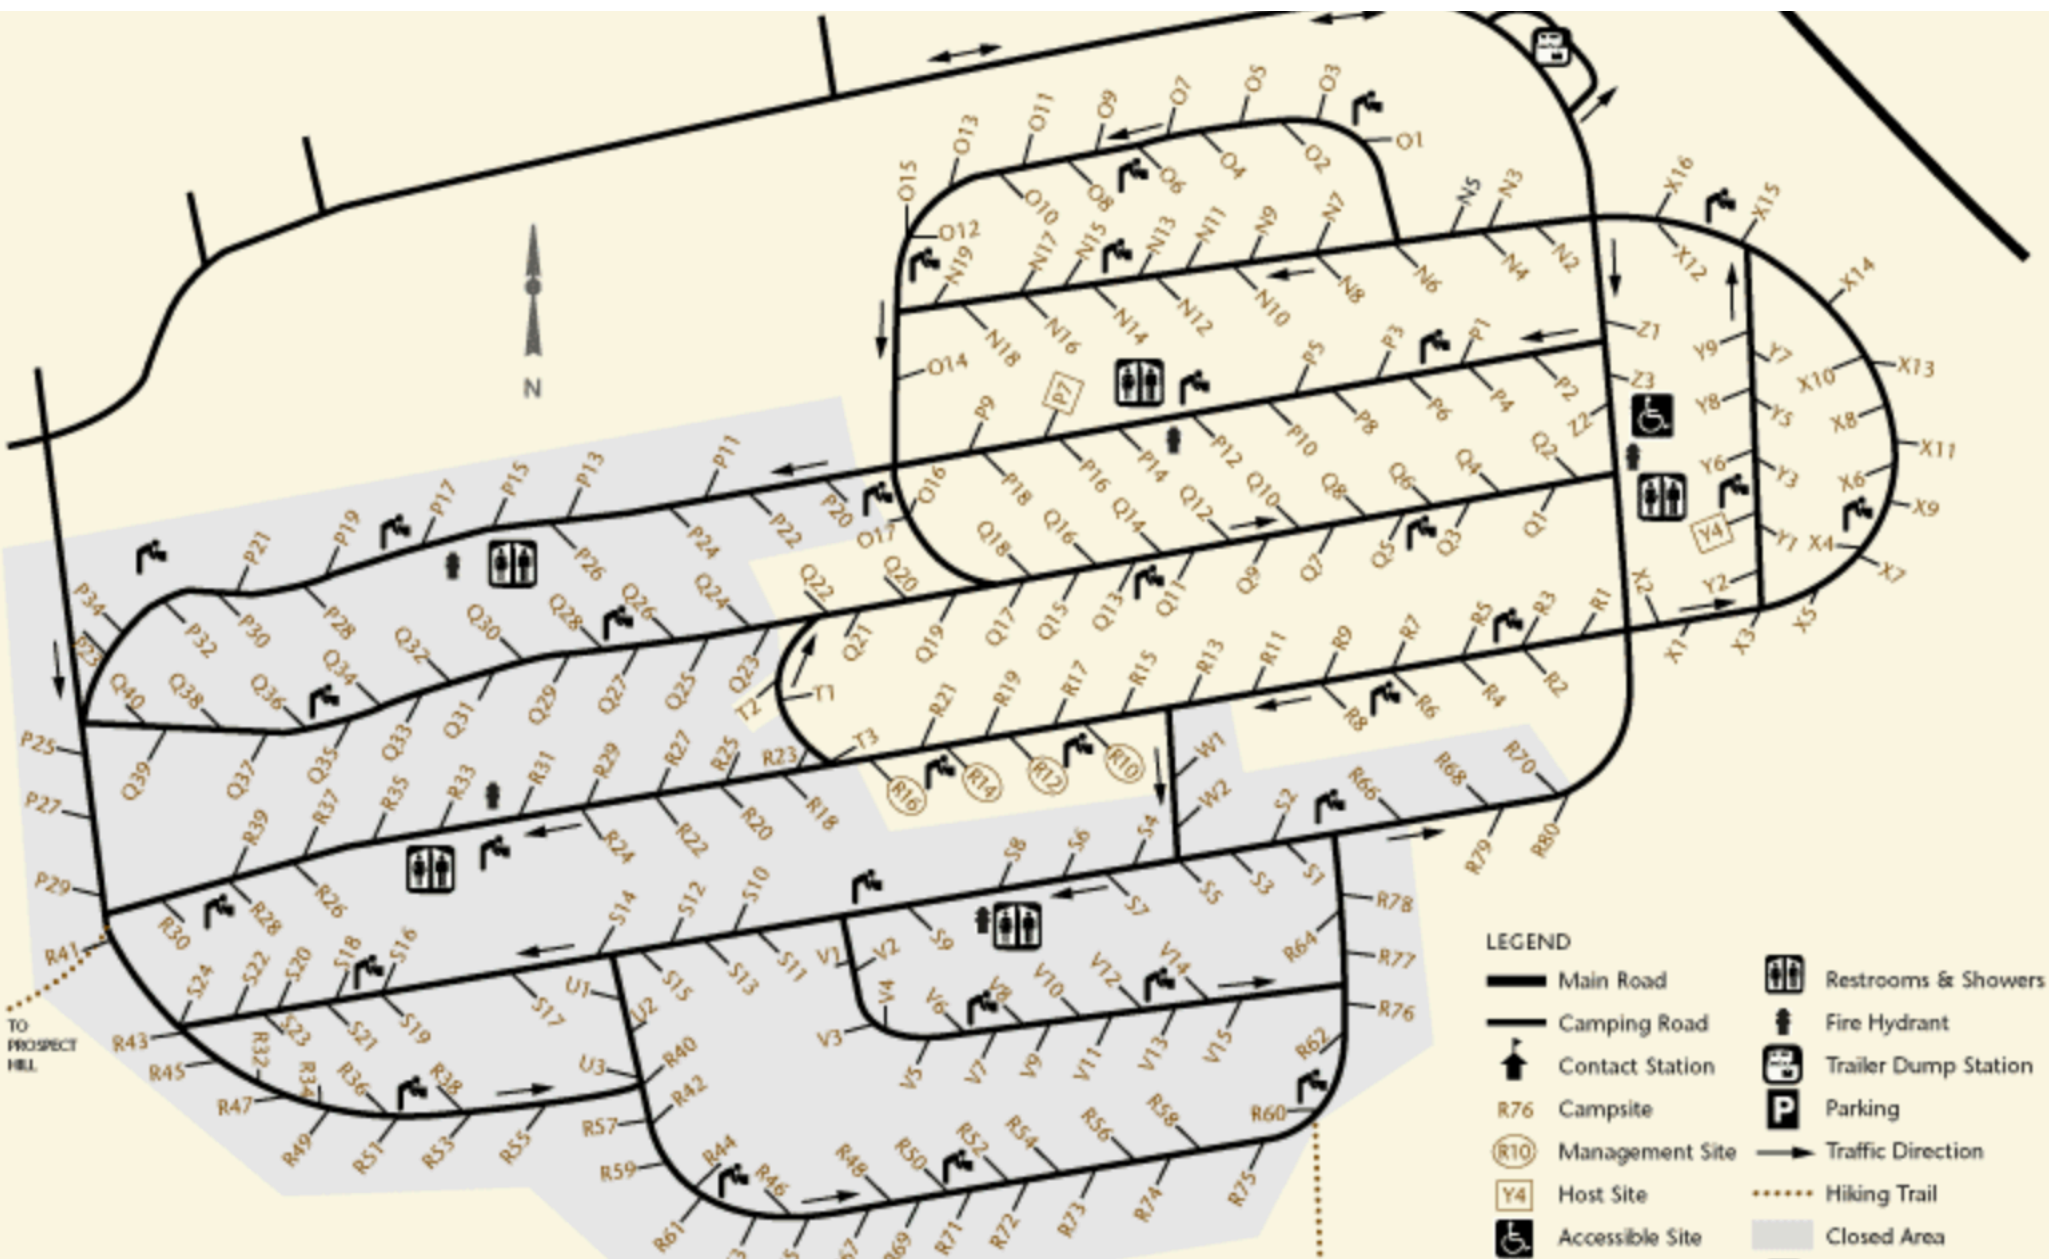 O3
O5
O7
O9
O11
O13
O15
O1
O2
O4
O6
O8
O10
O12
N5
N3
X16
X15
N7
N9
N11
N13
N15
N17
N19
N2
N4
N6
N8
N10
N12
N14
N16
N18
X12
X14
O14
Z1
P1
P3
P5
P7
P9
Y9
Y7
X10
X13
Z3
P2
P4
P6
P8
P10
P12
P14
P16
P18
Z2
Y8
Y5
X8
X11
N
P11
P13
P15
P17
P19
P21
O16
O17
P20
P22
P24
P26
P28
P30
P32
P34
P23
Q2
Q4
Q6
Q8
Q10
Q12
Q14
Q16
Q18
Q20
Q22
Q24
Q26
Q28
Q30
Q32
Q34
Q36
Q38
Q40
Y6
Y3
X6
X9
Y4
Y1
X4
X7
Y2
X2
X5
X3
X1
Q1
Q3
Q5
Q7
Q9
Q11
Q13
Q15
Q17
Q19
Q21
Q23
Q25
Q27
Q29
Q31
Q33
Q35
Q37
Q39
T2
T1
T3
P25
P27
P29
R1
R3
R5
R7
R9
R11
R13
R15
R17
R19
R21
R23
R25
R27
R29
R31
R33
R35
R37
R39
R2
R4
R6
R8
R10
R12
R14
R16
R18
R20
R22
R24
R26
R28
R30
W1
W2
R70
R68
R66
S2
S4
S6
S8
S10
S12
S14
S16
S18
S20
S22
S24
R80
R79
S1
S3
S5
S7
S9
S11
S13
S15
S17
S19
S21
S23
R41
R43
R45
R47
R49
R51
R53
R55
R32
R34
R36
R38
R40
R42
U1
U2
U3
V1
V2
V4
V3
V6
V8
V10
V12
V14
V5
V7
V9
V11
V13
V15
R78
R64
R77
R76
R62
R60
R57
R59
R61
R44
R46
R48
R50
R52
R54
R56
R58
R69
R71
R72
R73
R74
R75
TO
PROSPECT
HILL
LEGEND
Main Road
Camping Road
Contact Station
R76 Campsite
R10 Management Site
Y4 Host Site
Accessible Site
Restrooms & Showers
Fire Hydrant
Trailer Dump Station
P Parking
Traffic Direction
Hiking Trail
Closed Area